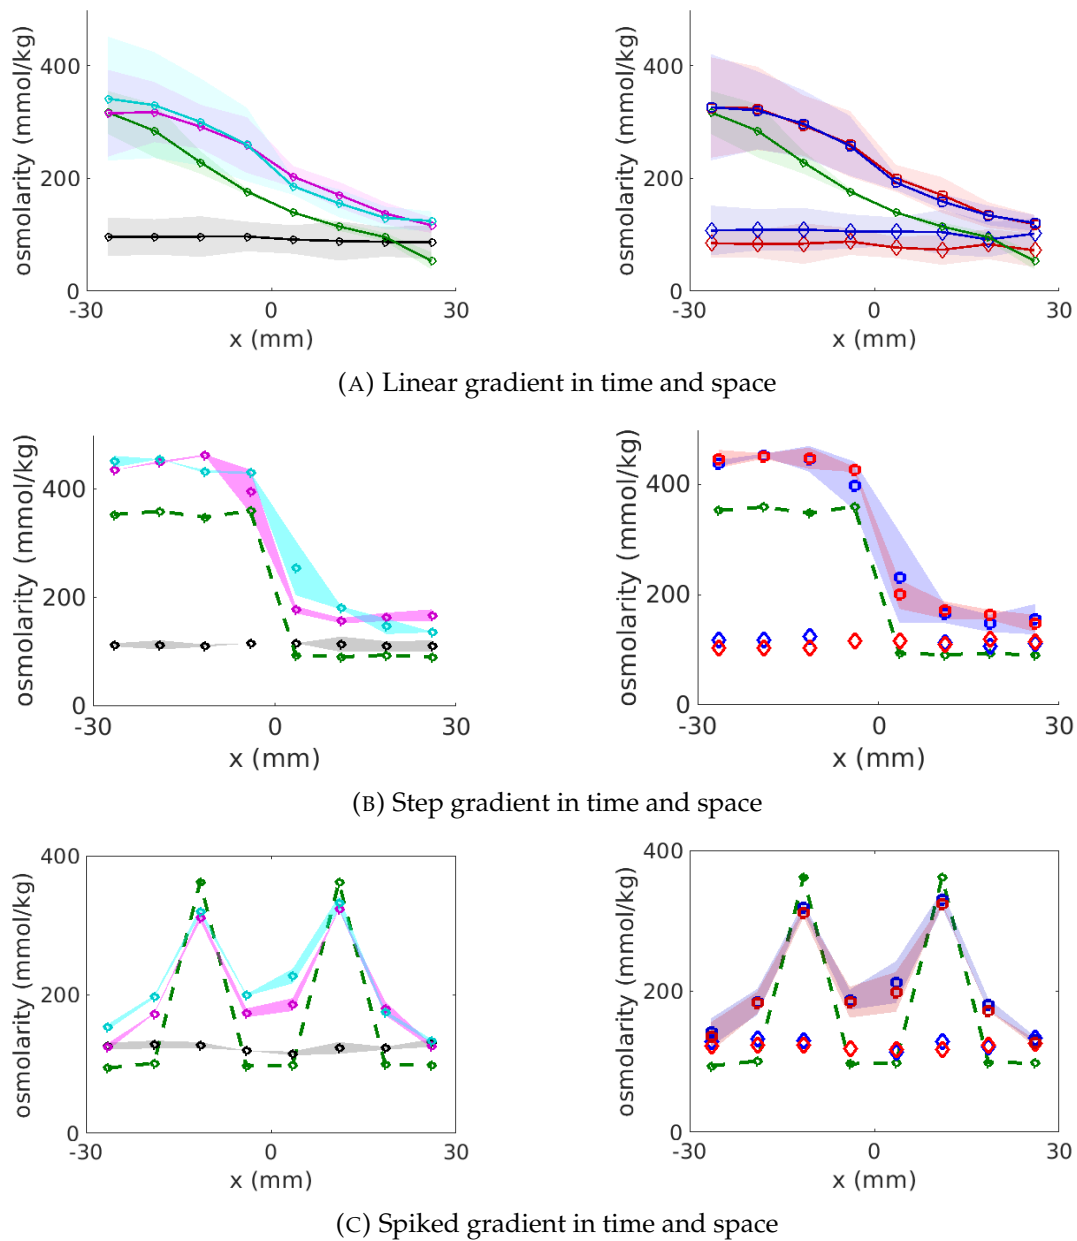 osmolarity (mmol/kg)
400
200
0
-30
0
30
x (mm)
osmolarity (mmol/kg)
400
200
0
-30
0
30
x (mm)
(A) Linear gradient in time and space
osmolarity (mmol/kg)
400
200
0
-30
0
30
x (mm)
osmolarity (mmol/kg)
400
200
0
-30
0
30
x (mm)
(B) Step gradient in time and space
osmolarity (mmol/kg)
400
200
0
-30
0
30
x (mm)
osmolarity (mmol/kg)
400
200
0
-30
0
30
x (mm)
(C) Spiked gradient in time and space